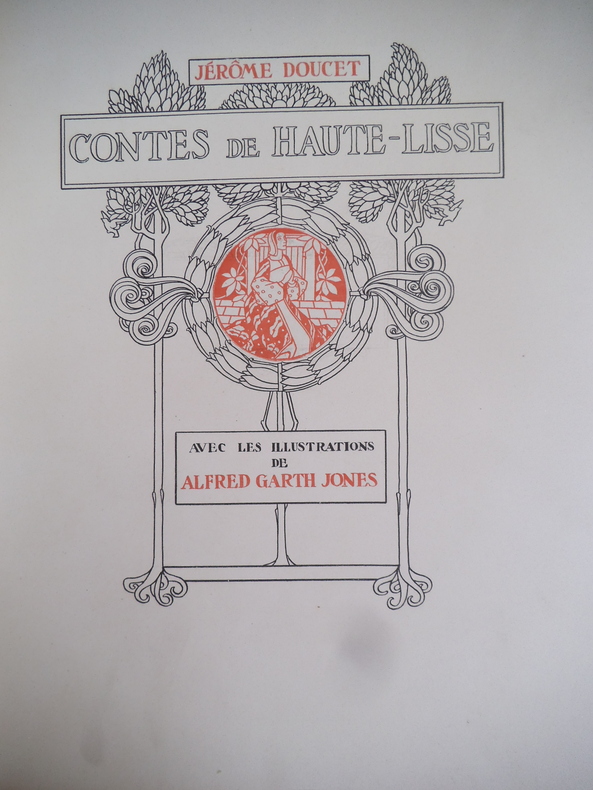 JÉRÔME DOUCET
CONTES DE HAUTE-LISSE
AVEC LES ILLUSTRATIONS
DE
ALFRED GARTH JONES